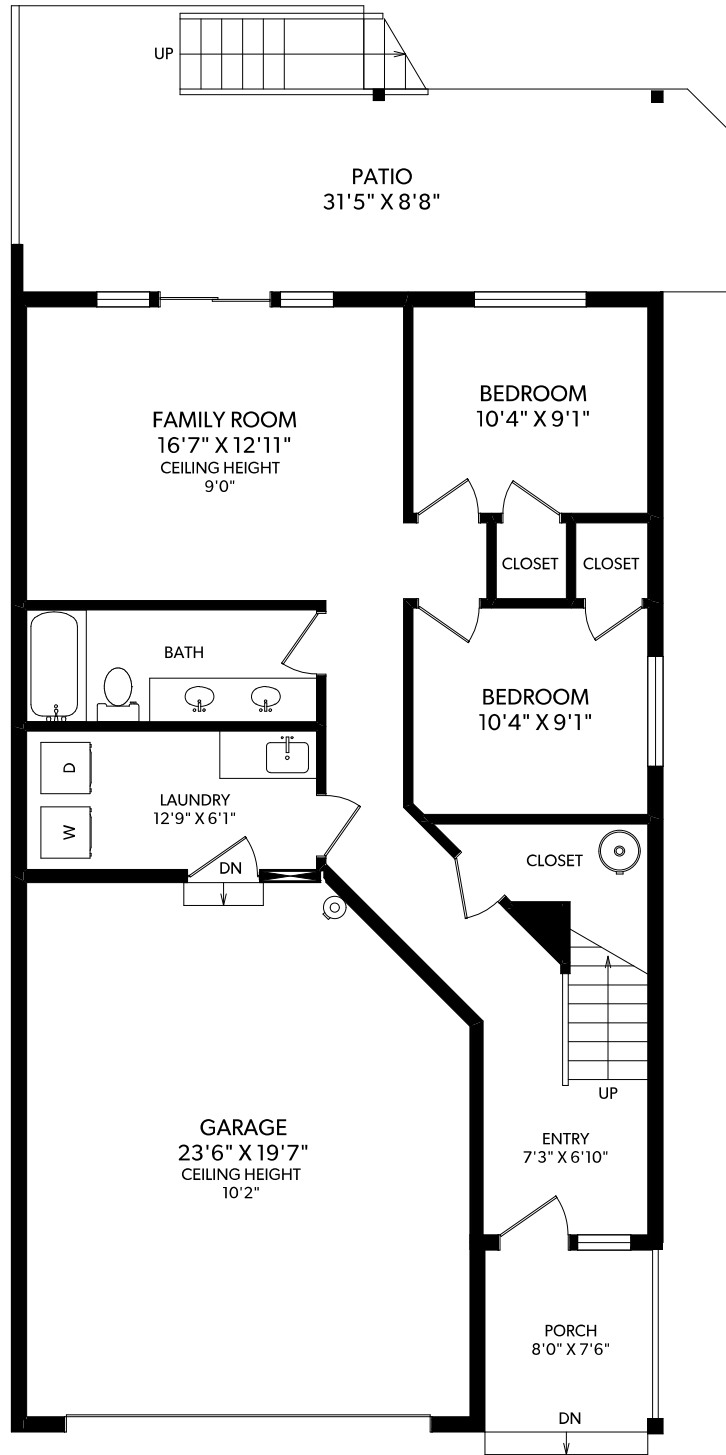 UP
PATIO
31'5" X 8'8"
BEDROOM
10'4" X 9'1"
FAMILY ROOM
16'7" X 12'11"
CEILING HEIGHT
9'0"
CLOSET
CLOSET
BATH
BEDROOM
10'4" X 9'1"
D
W
LAUNDRY
12'9" X 6'1"
DN
CLOSET
UP
GARAGE
23'6" X 19'7"
CEILING HEIGHT
10'2"
ENTRY
7'3" X 6'10"
PORCH
8'0" X 7'6"
DN